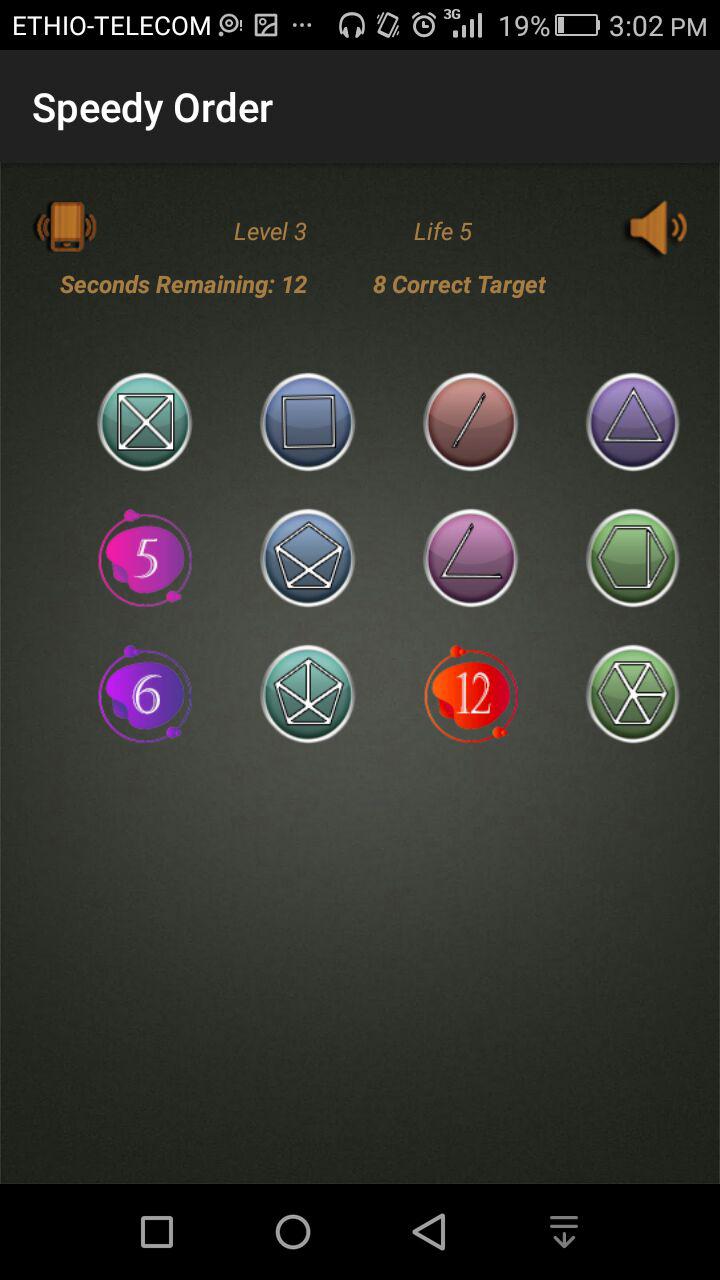 ETHIO-TELECOM 3G 19% 3:02 PM
Speedy Order
Level 3 Life 5
Seconds Remaining: 12 8 Correct Target
5
6 12